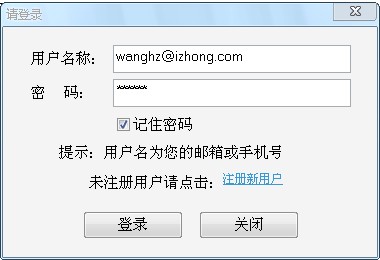 请登录
用户名称： wanghz@izhong.com
密 码： *******
记住密码
提示：用户名为您的邮箱或手机号
未注册用户请点击：注册新用户
登录 关闭